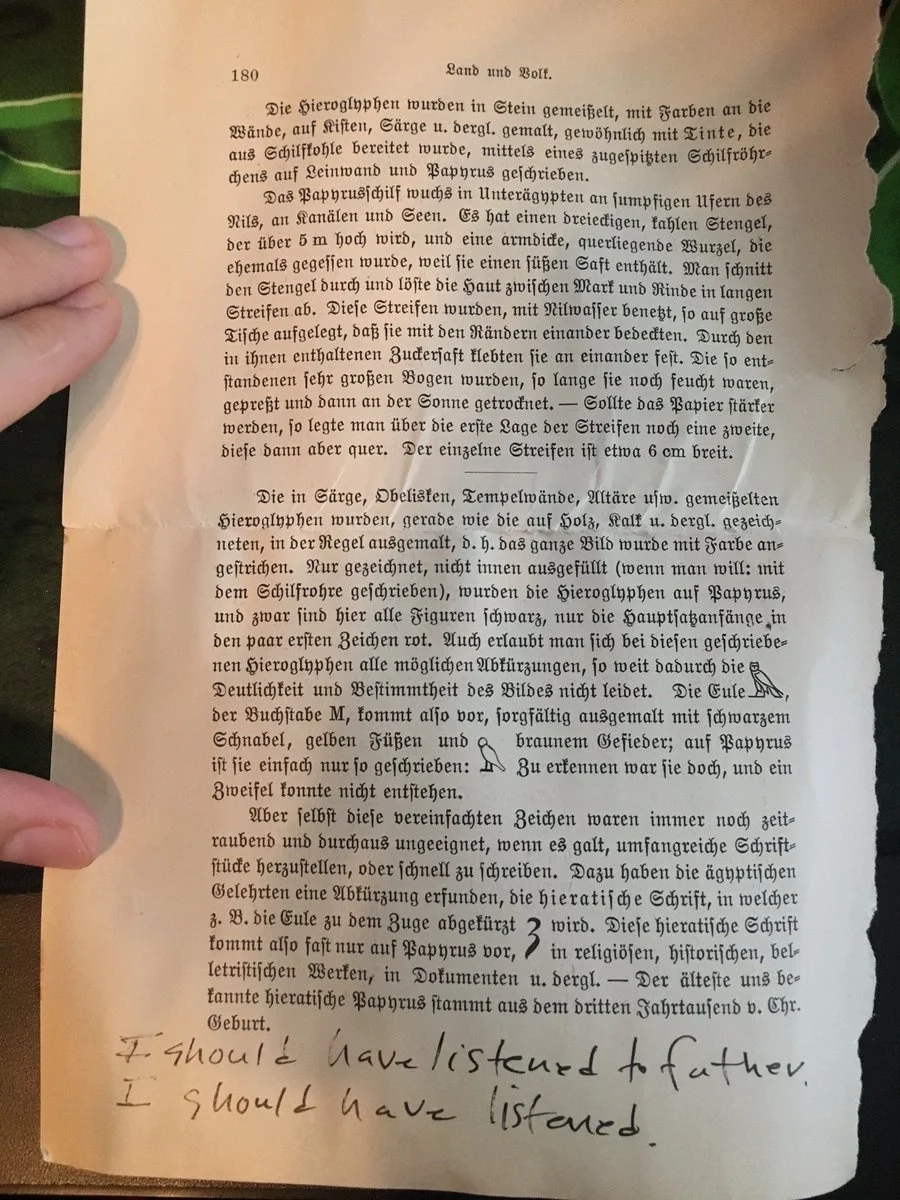 180
Land und Volk.
Die Hieroglyphen wurden in Stein gemeißelt, mit Farben an die
Wände, auf Kisten, Särge u. dergl. gemalt, gewöhnlich mit Tinte, die
aus Schilfkohle bereitet wurde, mittels eines zugespitzten Schilfröhr-
chens auf Leinwand und Papyrus geschrieben.
Das Papyrusschilf wuchs in Unterägypten an sumpfigen Ufern des
Nils, an Kanälen und Seen. Es hat einen dreieckigen, kahlen Stengel,
der über 5 m hoch wird, und eine armdicke, querliegende Wurzel, die
ehemals gegessen wurde, weil sie einen süßen Saft enthält. Man schnitt
den Stengel durch und löste die Haut zwischen Mark und Rinde in langen
Streifen ab. Diese Streifen wurden, mit Nilwasser benetzt, so auf große
Tische aufgelegt, daß sie mit den Rändern einander bedeckten. Durch den
in ihnen enthaltenen Zuckersaft klebten sie an einander fest. Die so ent-
standenen sehr großen Bogen wurden, so lange sie noch feucht waren,
gepreßt und dann an der Sonne getrocknet. — Sollte das Papier stärker
werden, so legte man über die erste Lage der Streifen noch eine zweite,
diese dann aber quer. Der einzelne Streifen ist etwa 6 cm breit.
Die in Särge, Obelisken, Tempelwände, Altäre usw. gemeißelten
Hieroglyphen wurden, gerade wie die auf Holz, Kalk u. dergl. gezeich-
neten, in der Regel ausgemalt, d. h. das ganze Bild wurde mit Farbe an-
gestrichen. Nur gezeichnet, nicht innen ausgefüllt (wenn man will: mit
dem Schilfrohre geschrieben), wurden die Hieroglyphen auf Papyrus,
und zwar sind hier alle Figuren schwarz, nur die Hauptsatzanfänge in
den paar ersten Zeichen rot. Auch erlaubt man sich bei diesen geschriebe-
nen Hieroglyphen alle möglichen Abkürzungen, so weit dadurch die
Deutlichkeit und Bestimmtheit des Bildes nicht leidet. Die Eule 𓅓,
der Buchstabe M, kommt also vor, sorgfältig ausgemalt mit schwarzem
Schnabel, gelben Füßen und braunem Gefieder; auf Papyrus
ist sie einfach nur so geschrieben: Zu erkennen war sie doch, und ein
Zweifel konnte nicht entstehen.
Aber selbst diese vereinfachten Zeichen waren immer noch zeit-
raubend und durchaus ungeeignet, wenn es galt, umfangreiche Schrift-
stücke herzustellen, oder schnell zu schreiben. Dazu haben die ägyptischen
Gelehrten eine Abkürzung erfunden, die hieratische Schrift, in welcher
z. B. die Eule zu dem Zuge abgekürzt wird. Diese hieratische Schrift
kommt also fast nur auf Papyrus vor, in religiösen, historischen, bel-
letristischen Werken, in Dokumenten u. dergl. — Der älteste uns be-
kannte hieratische Papyrus stammt aus dem dritten Jahrtausend v. Chr.
Geburt.
I should have listened to father.
I should have listened.